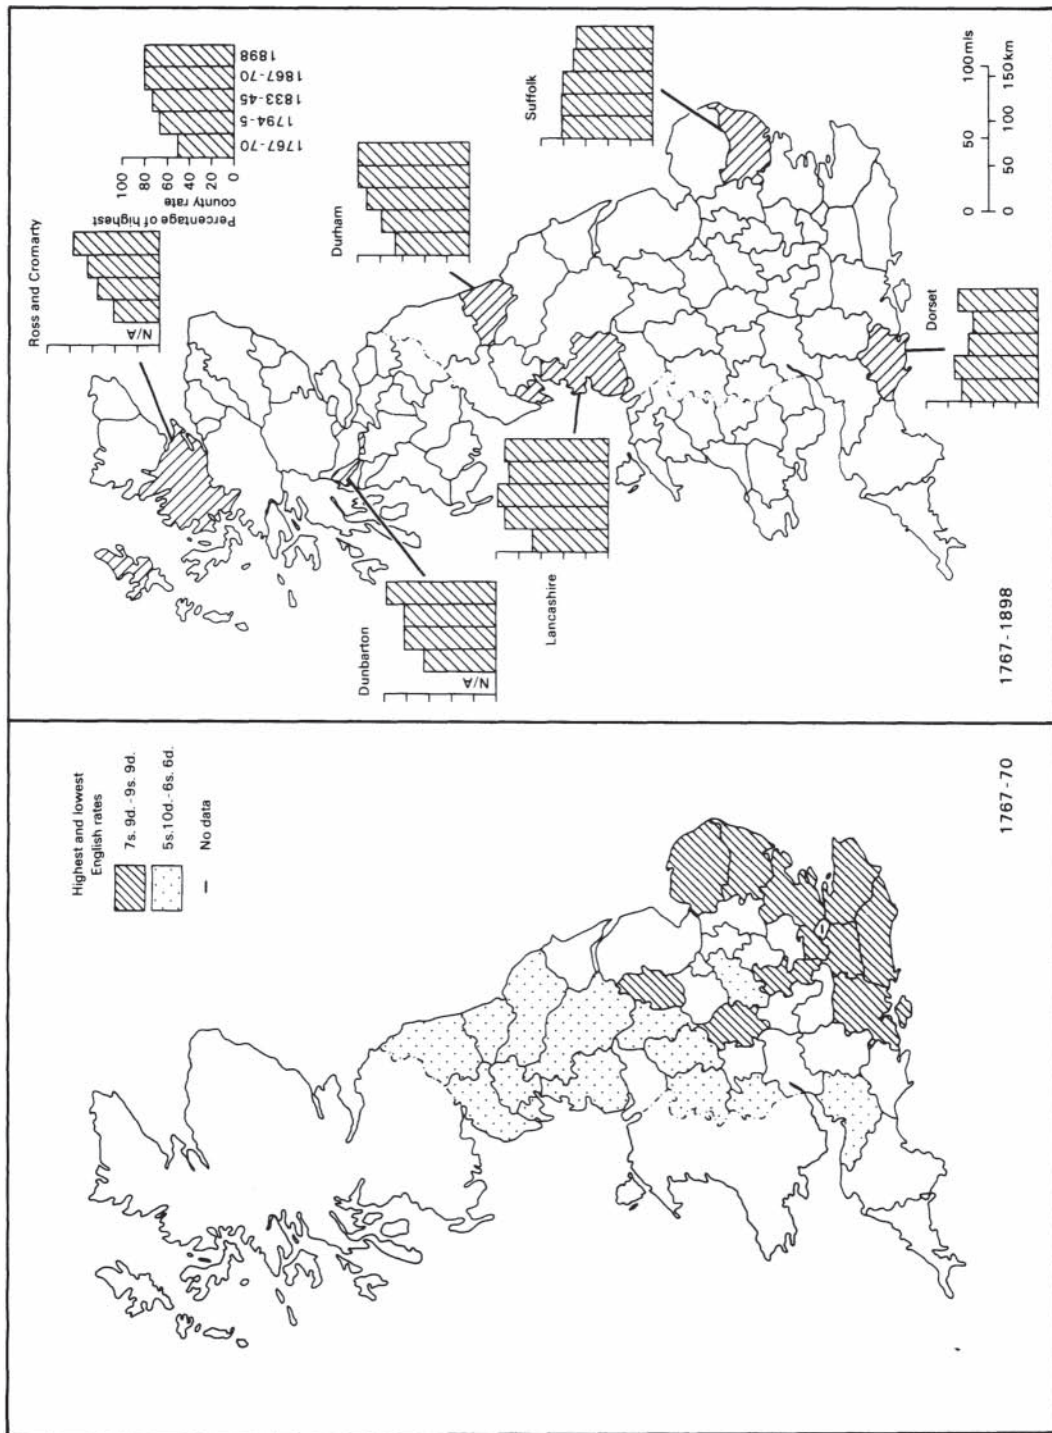 Highest and lowest
English rates
7s. 9d. - 9s. 9d.
5s. 10d. - 6s. 6d.
No data
1767-70
Ross and Cromarty
N/A
Percentage of highest
county rate
100
80
60
40
20
0
1767-70
1794-5
1833-45
1867-70
1898
Durham
Suffolk
Dunbarton
N/A
Lancashire
Dorset
0 50 100 mls
0 50 100 150 km
1767-1898